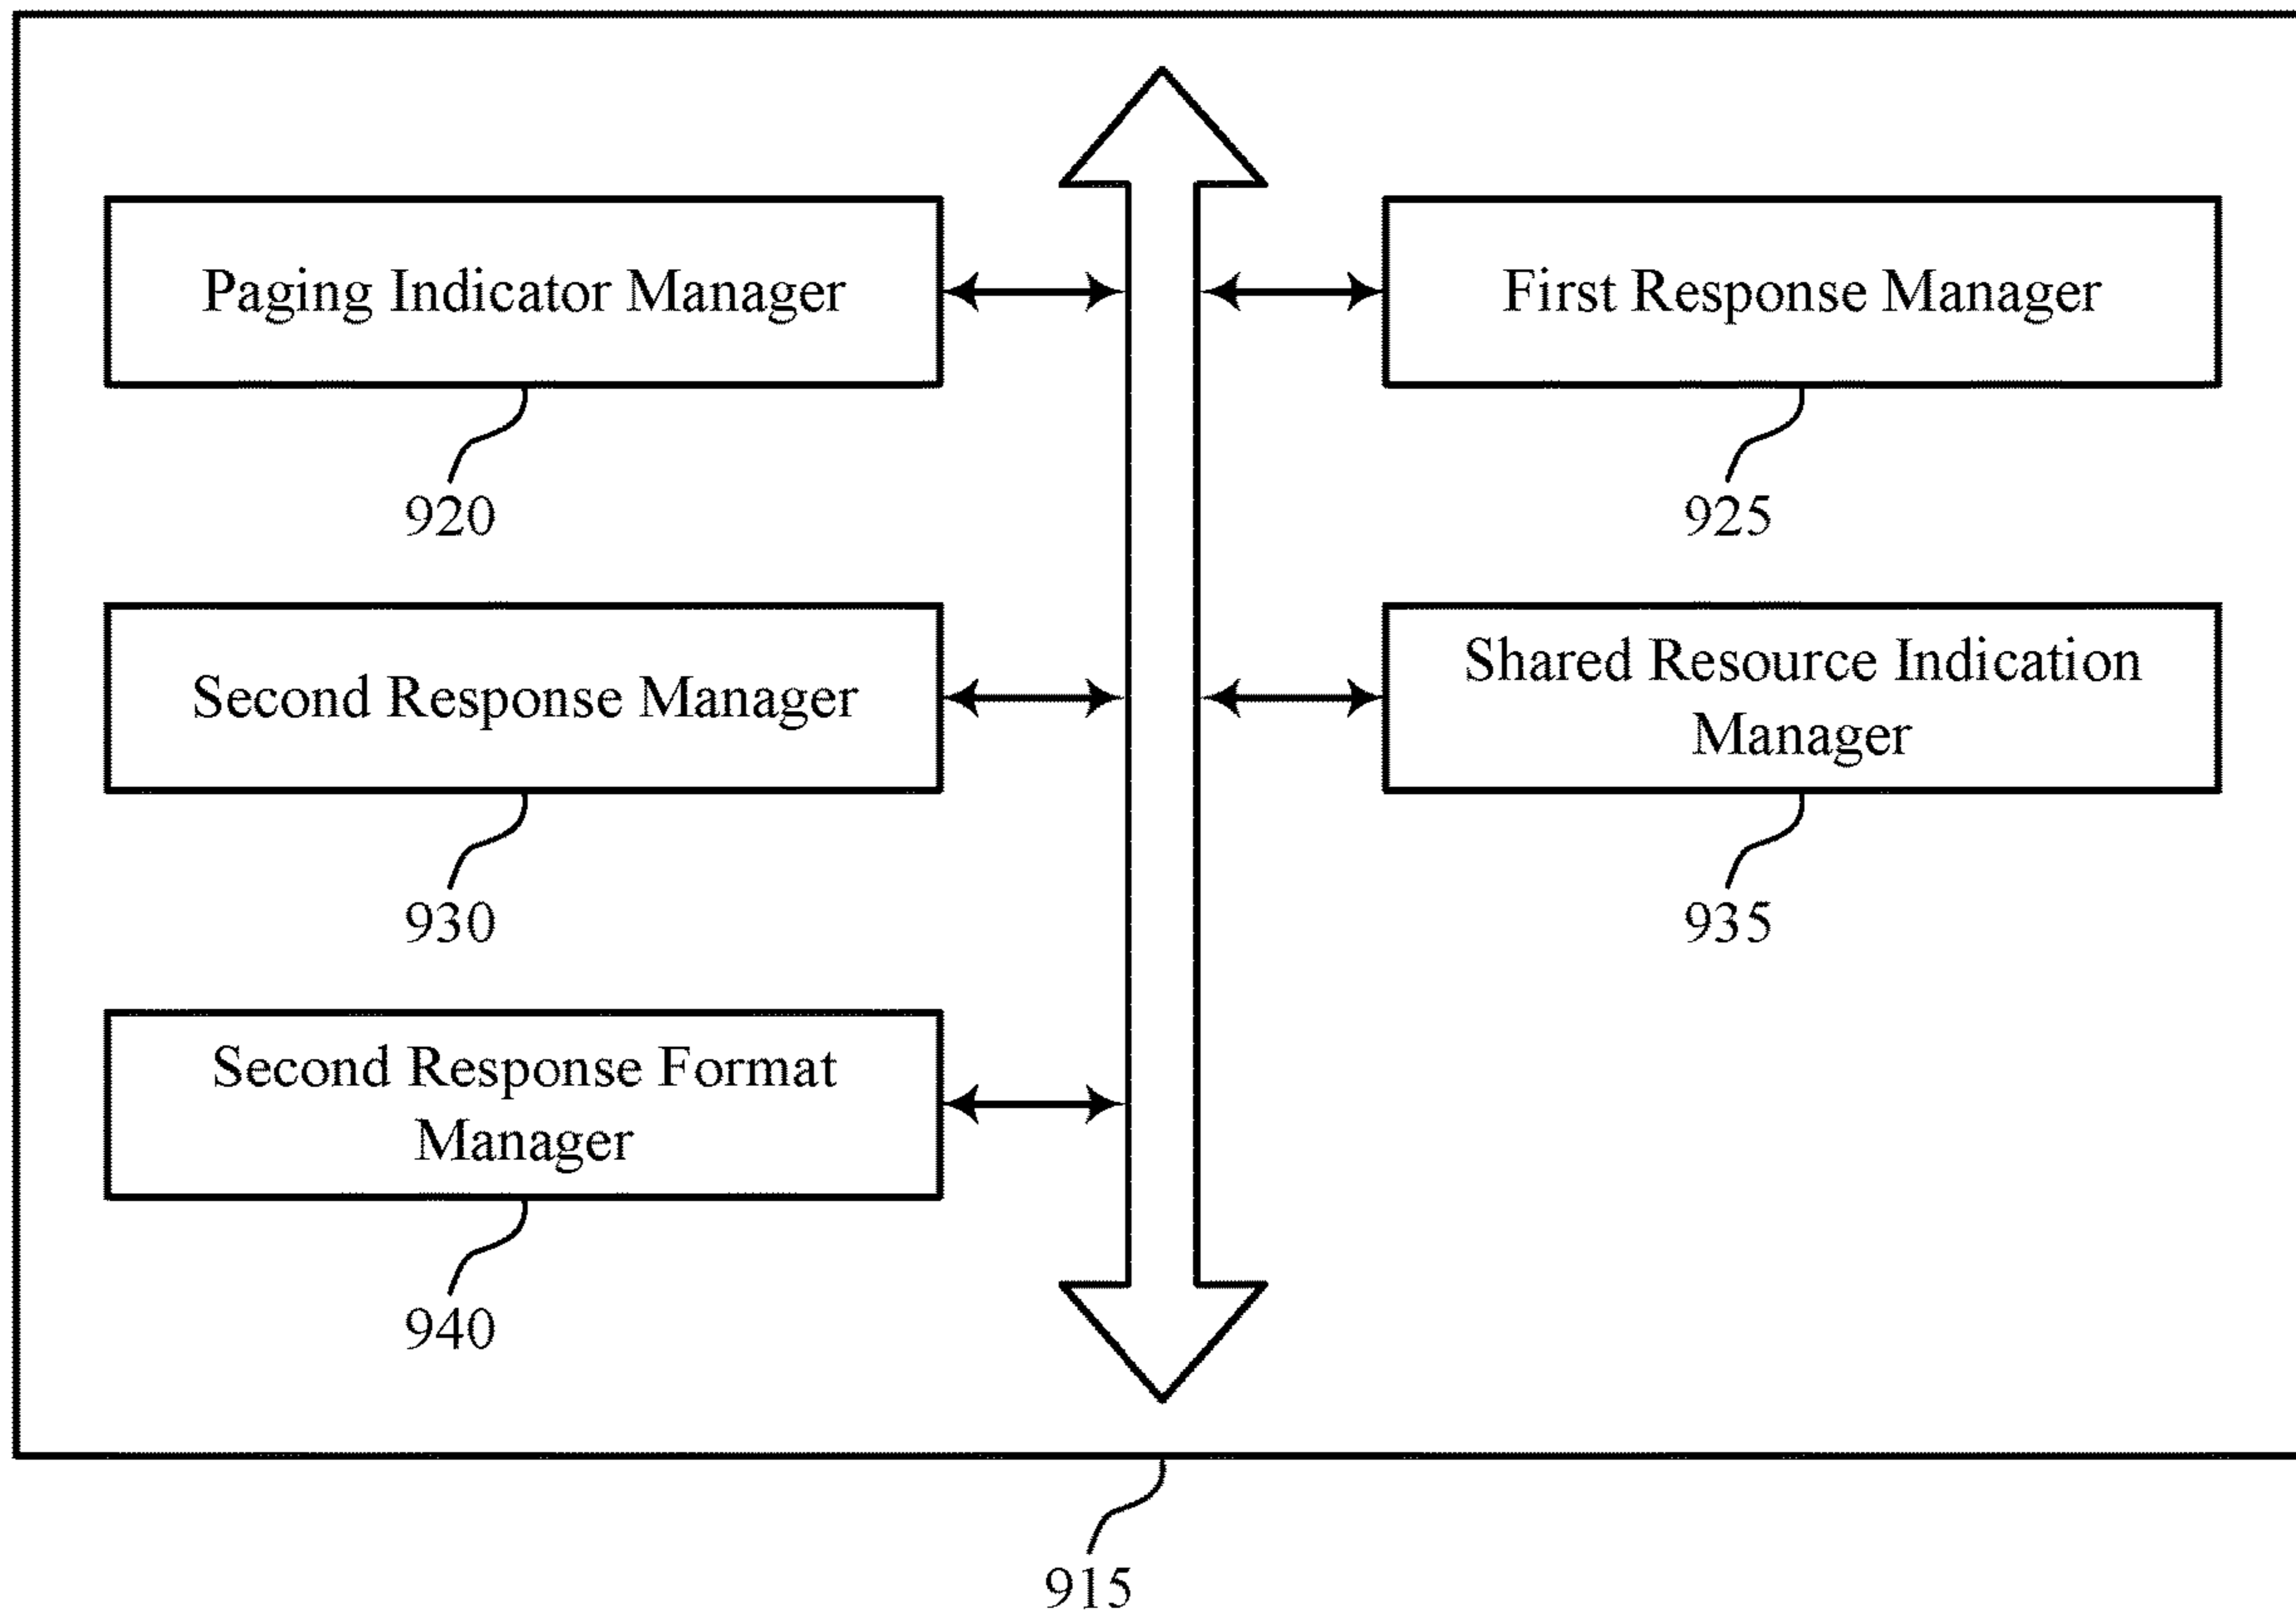 Paging Indicator Manager
First Response Manager
920
925
Second Response Manager
Shared Resource Indication
Manager
930
935
Second Response Format
Manager
940
915